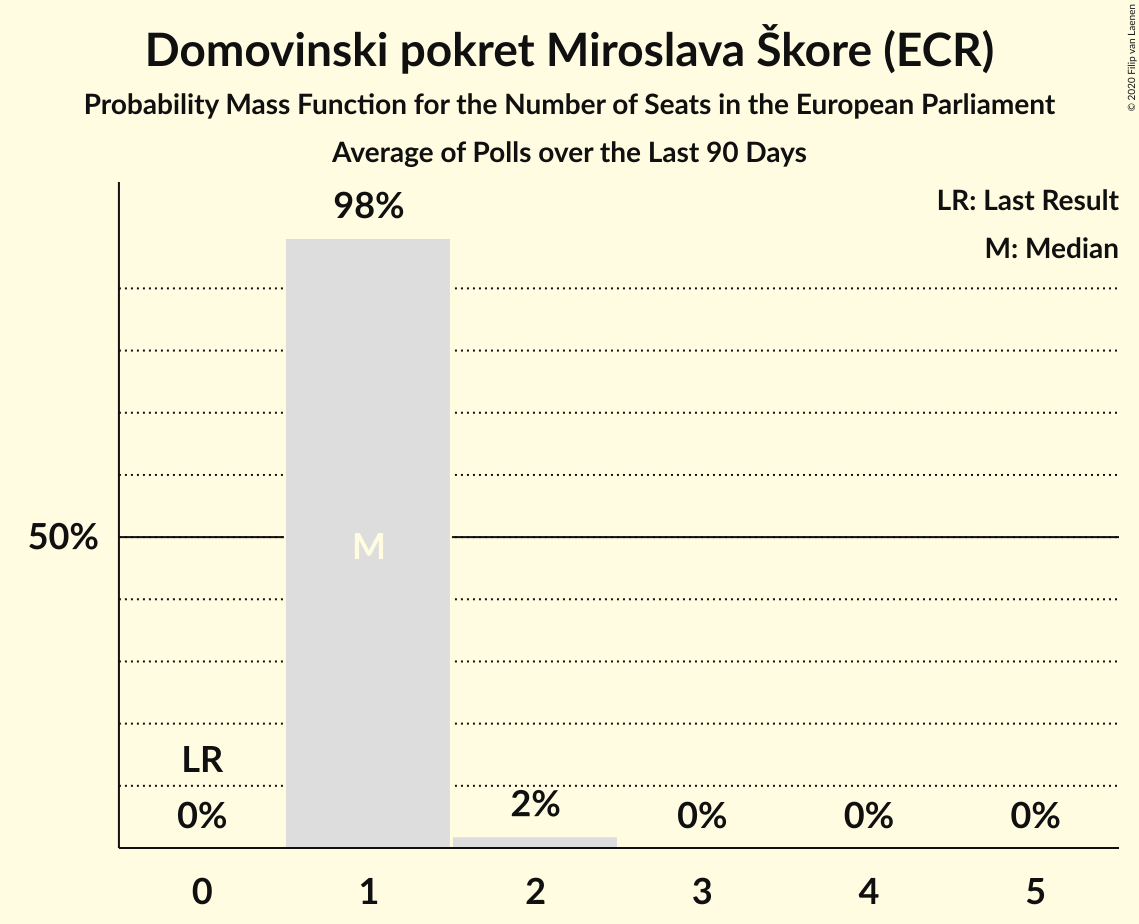 Domovinski pokret Miroslava Škore (ECR)
Probability Mass Function for the Number of Seats in the European Parliament
Average of Polls over the Last 90 Days
© 2020 Filip van Laenen
98%
LR: Last Result
M: Median
50%
M
LR
0%
2%
0%
0%
0%
0
1
2
3
4
5